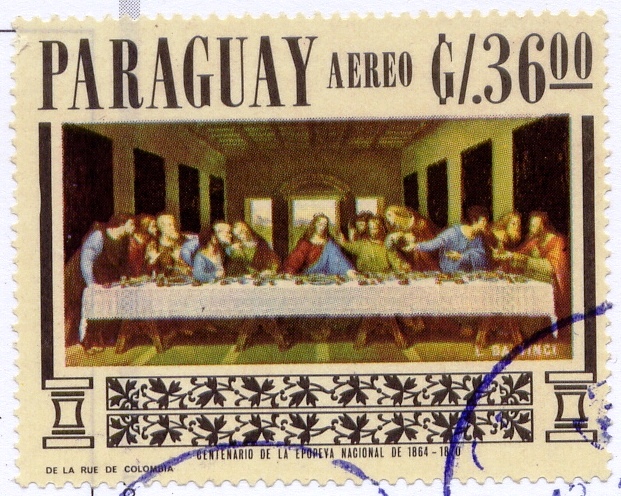 PARAGUAY AEREO ₲/.3600
L. DA VINCI
CENTENARIO DE LA EPOPEYA NACIONAL DE 1864-1870
DE LA RUE DE COLOMBIA